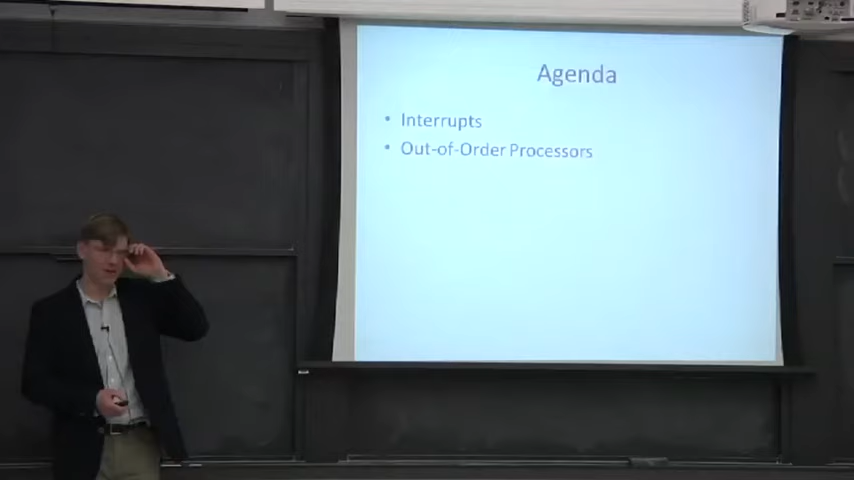 Agenda
• Interrupts
• Out-of-Order Processors